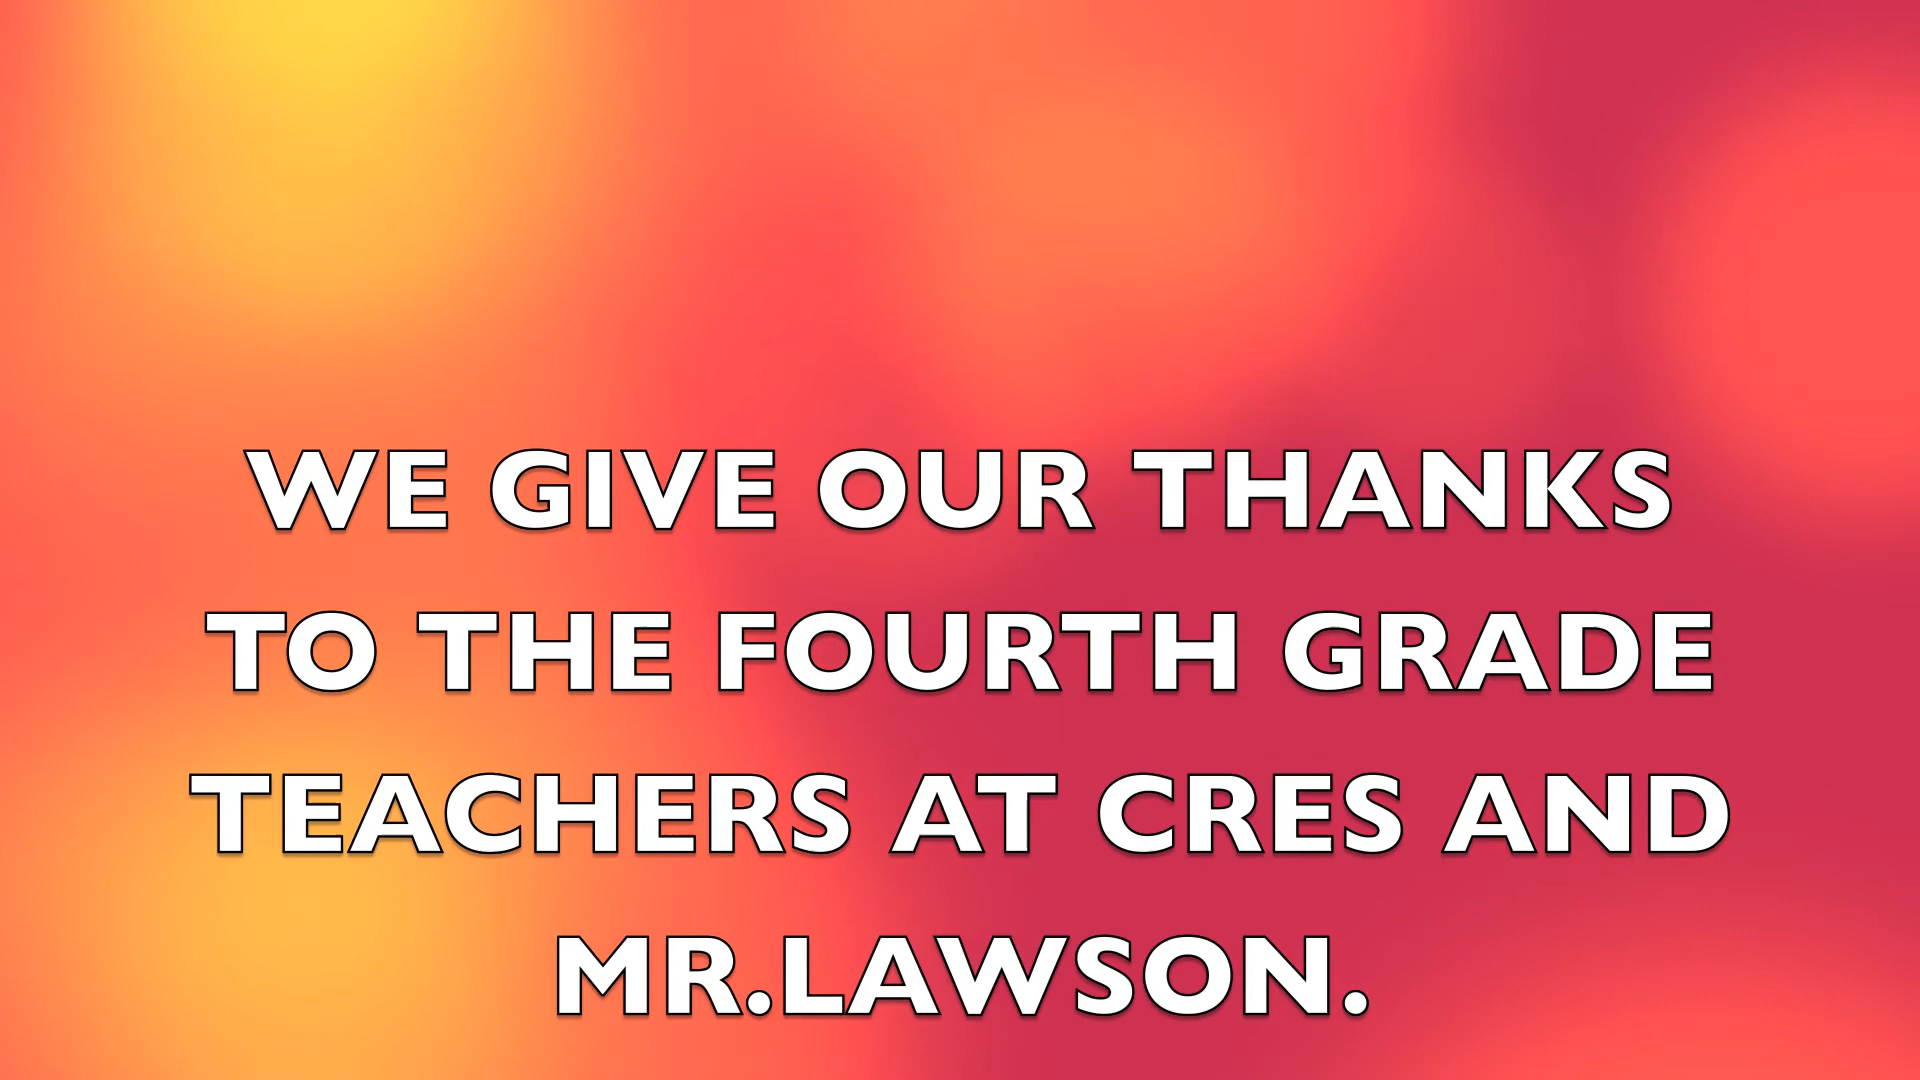 WE GIVE OUR THANKS
TO THE FOURTH GRADE
TEACHERS AT CRES AND
MR.LAWSON.